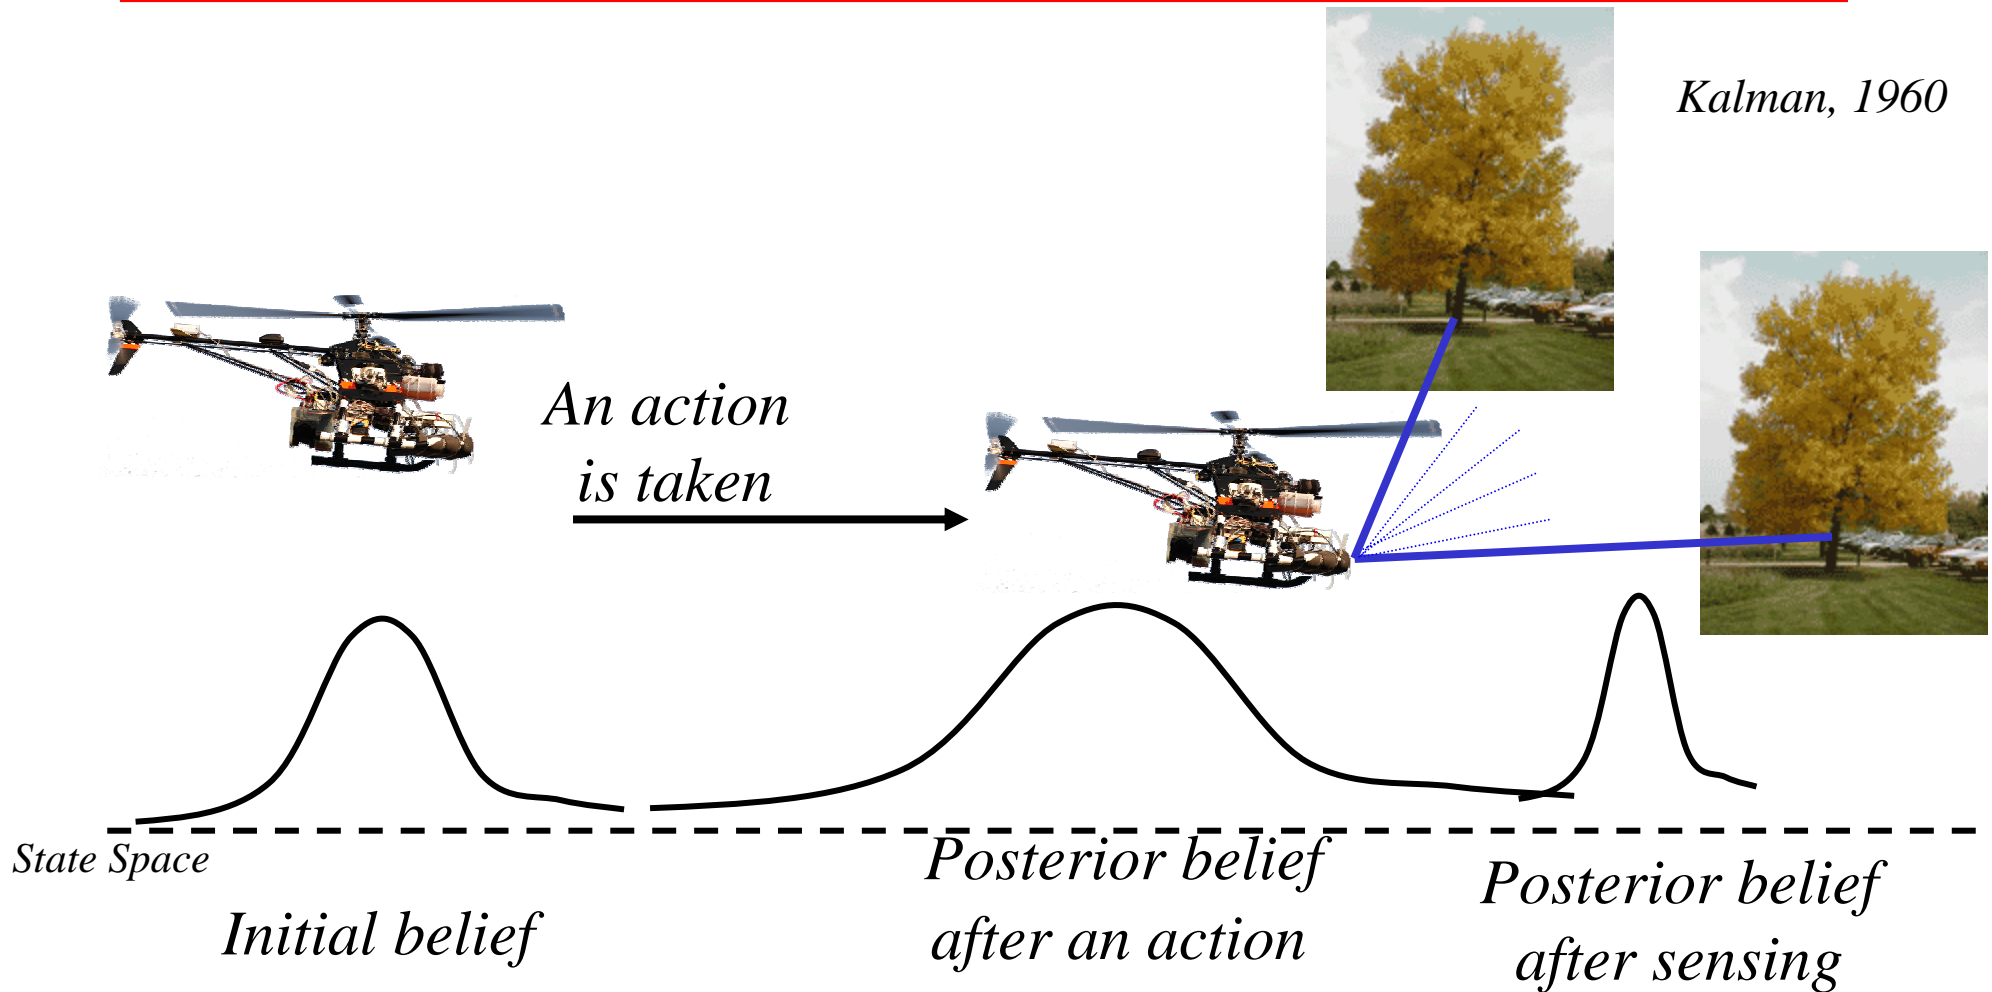 Kalman, 1960
An action
is taken
State Space
Initial belief
Posterior belief
after an action
Posterior belief
after sensing